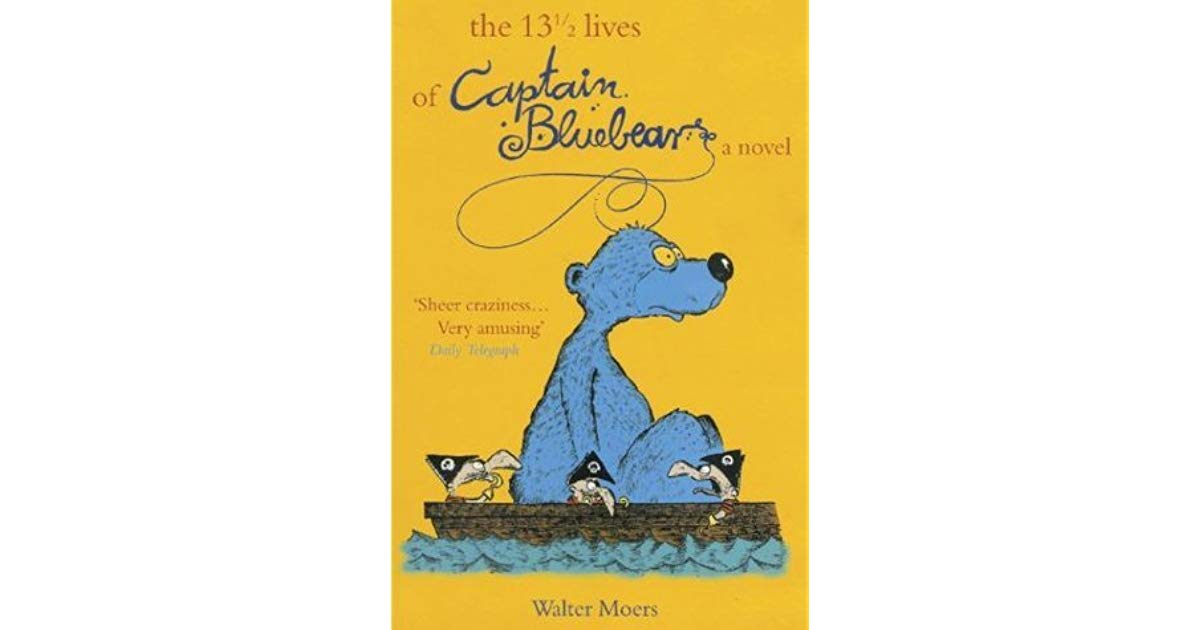 the 13½ lives
of Captain
Bluebear
a novel
'Sheer craziness...
Very amusing'
Daily Telegraph
Walter Moers